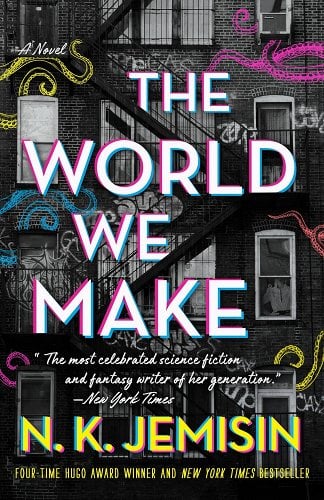 A Novel
THE
WORLD
WE
MAKE
"The most celebrated science fiction
and fantasy writer of her generation."
—New York Times
N. K. JEMISIN
FOUR-TIME HUGO AWARD WINNER AND NEW YORK TIMES BESTSELLER